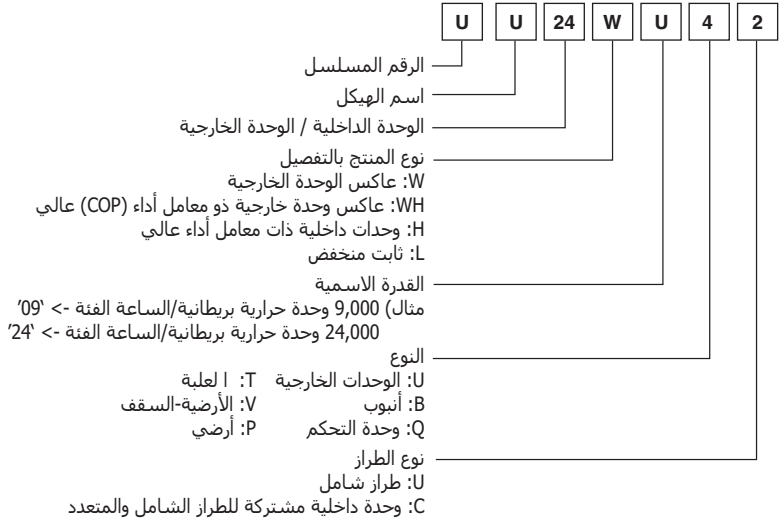 U U 24 W U 4 2
الرقم المسلسل
اسم الهيكل
الوحدة الداخلية / الوحدة الخارجية
نوع المنتج بالتفصيل
W: عاكس الوحدة الخارجية
WH: عاكس وحدة خارجية ذو معامل أداء (COP) عالي
H: وحدات داخلية ذات معامل أداء عالي
L: ثابت منخفض
القدرة الاسمية
مثال) 9,000 وحدة حرارية بريطانية/الساعة الفئة -> ‘09’
24,000 وحدة حرارية بريطانية/الساعة الفئة -> ‘24’
النوع
U: الوحدات الخارجية T: ا لعلبة
B: أنبوب V: الأرضية-السقف
Q: وحدة التحكم P: أرضي
نوع الطراز
U: طراز شامل
C: وحدة داخلية مشتركة للطراز الشامل والمتعدد